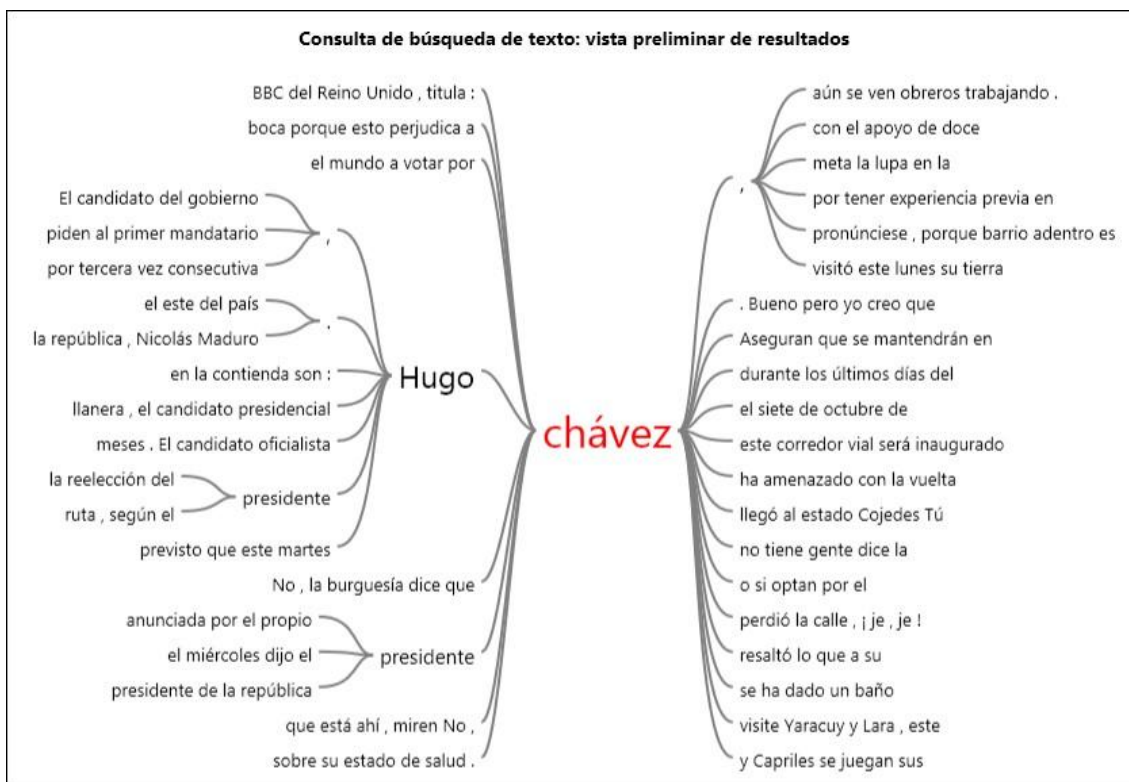 Consulta de búsqueda de texto: vista preliminar de resultados
BBC del Reino Unido , titula :
boca porque esto perjudica a
el mundo a votar por
El candidato del gobierno
piden al primer mandatario
por tercera vez consecutiva
,
el este del país
la república , Nicolás Maduro
.
en la contienda son :
llanera , el candidato presidencial
meses . El candidato oficialista
la reelección del
ruta , según el
presidente
previsto que este martes
Hugo
No , la burguesía dice que
anunciada por el propio
el miércoles dijo el
presidente de la república
presidente
que está ahí , miren No ,
sobre su estado de salud .
chávez
,
aún se ven obreros trabajando .
con el apoyo de doce
meta la lupa en la
por tener experiencia previa en
pronúnciese , porque barrio adentro es
visitó este lunes su tierra
. Bueno pero yo creo que
Aseguran que se mantendrán en
durante los últimos días del
el siete de octubre de
este corredor vial será inaugurado
ha amenazado con la vuelta
llegó al estado Cojedes Tú
no tiene gente dice la
o si optan por el
perdió la calle , ¡ je , je !
resaltó lo que a su
se ha dado un baño
visite Yaracuy y Lara , este
y Capriles se juegan sus